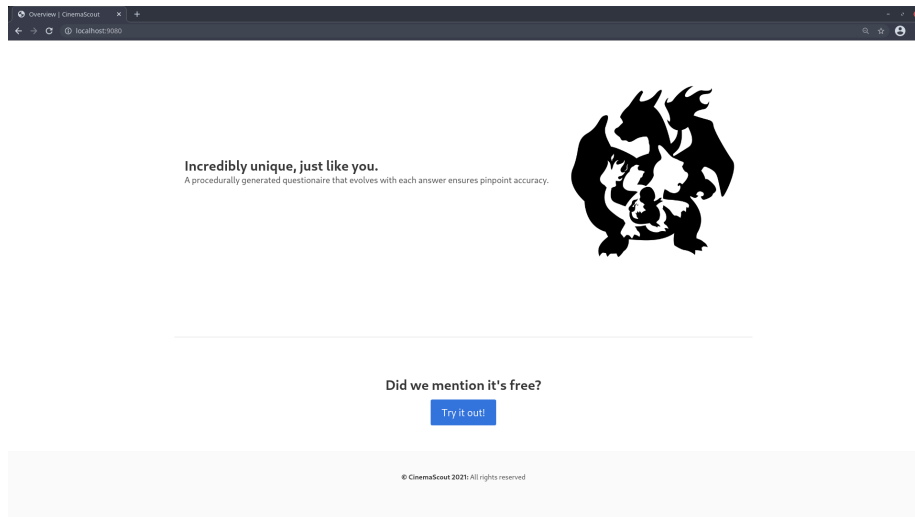 Overview | CinemaScout
localhost:9080
Incredibly unique, just like you.
A procedurally generated questionaire that evolves with each answer ensures pinpoint accuracy.
Did we mention it's free?
Try it out!
© CinemaScout 2021: All rights reserved